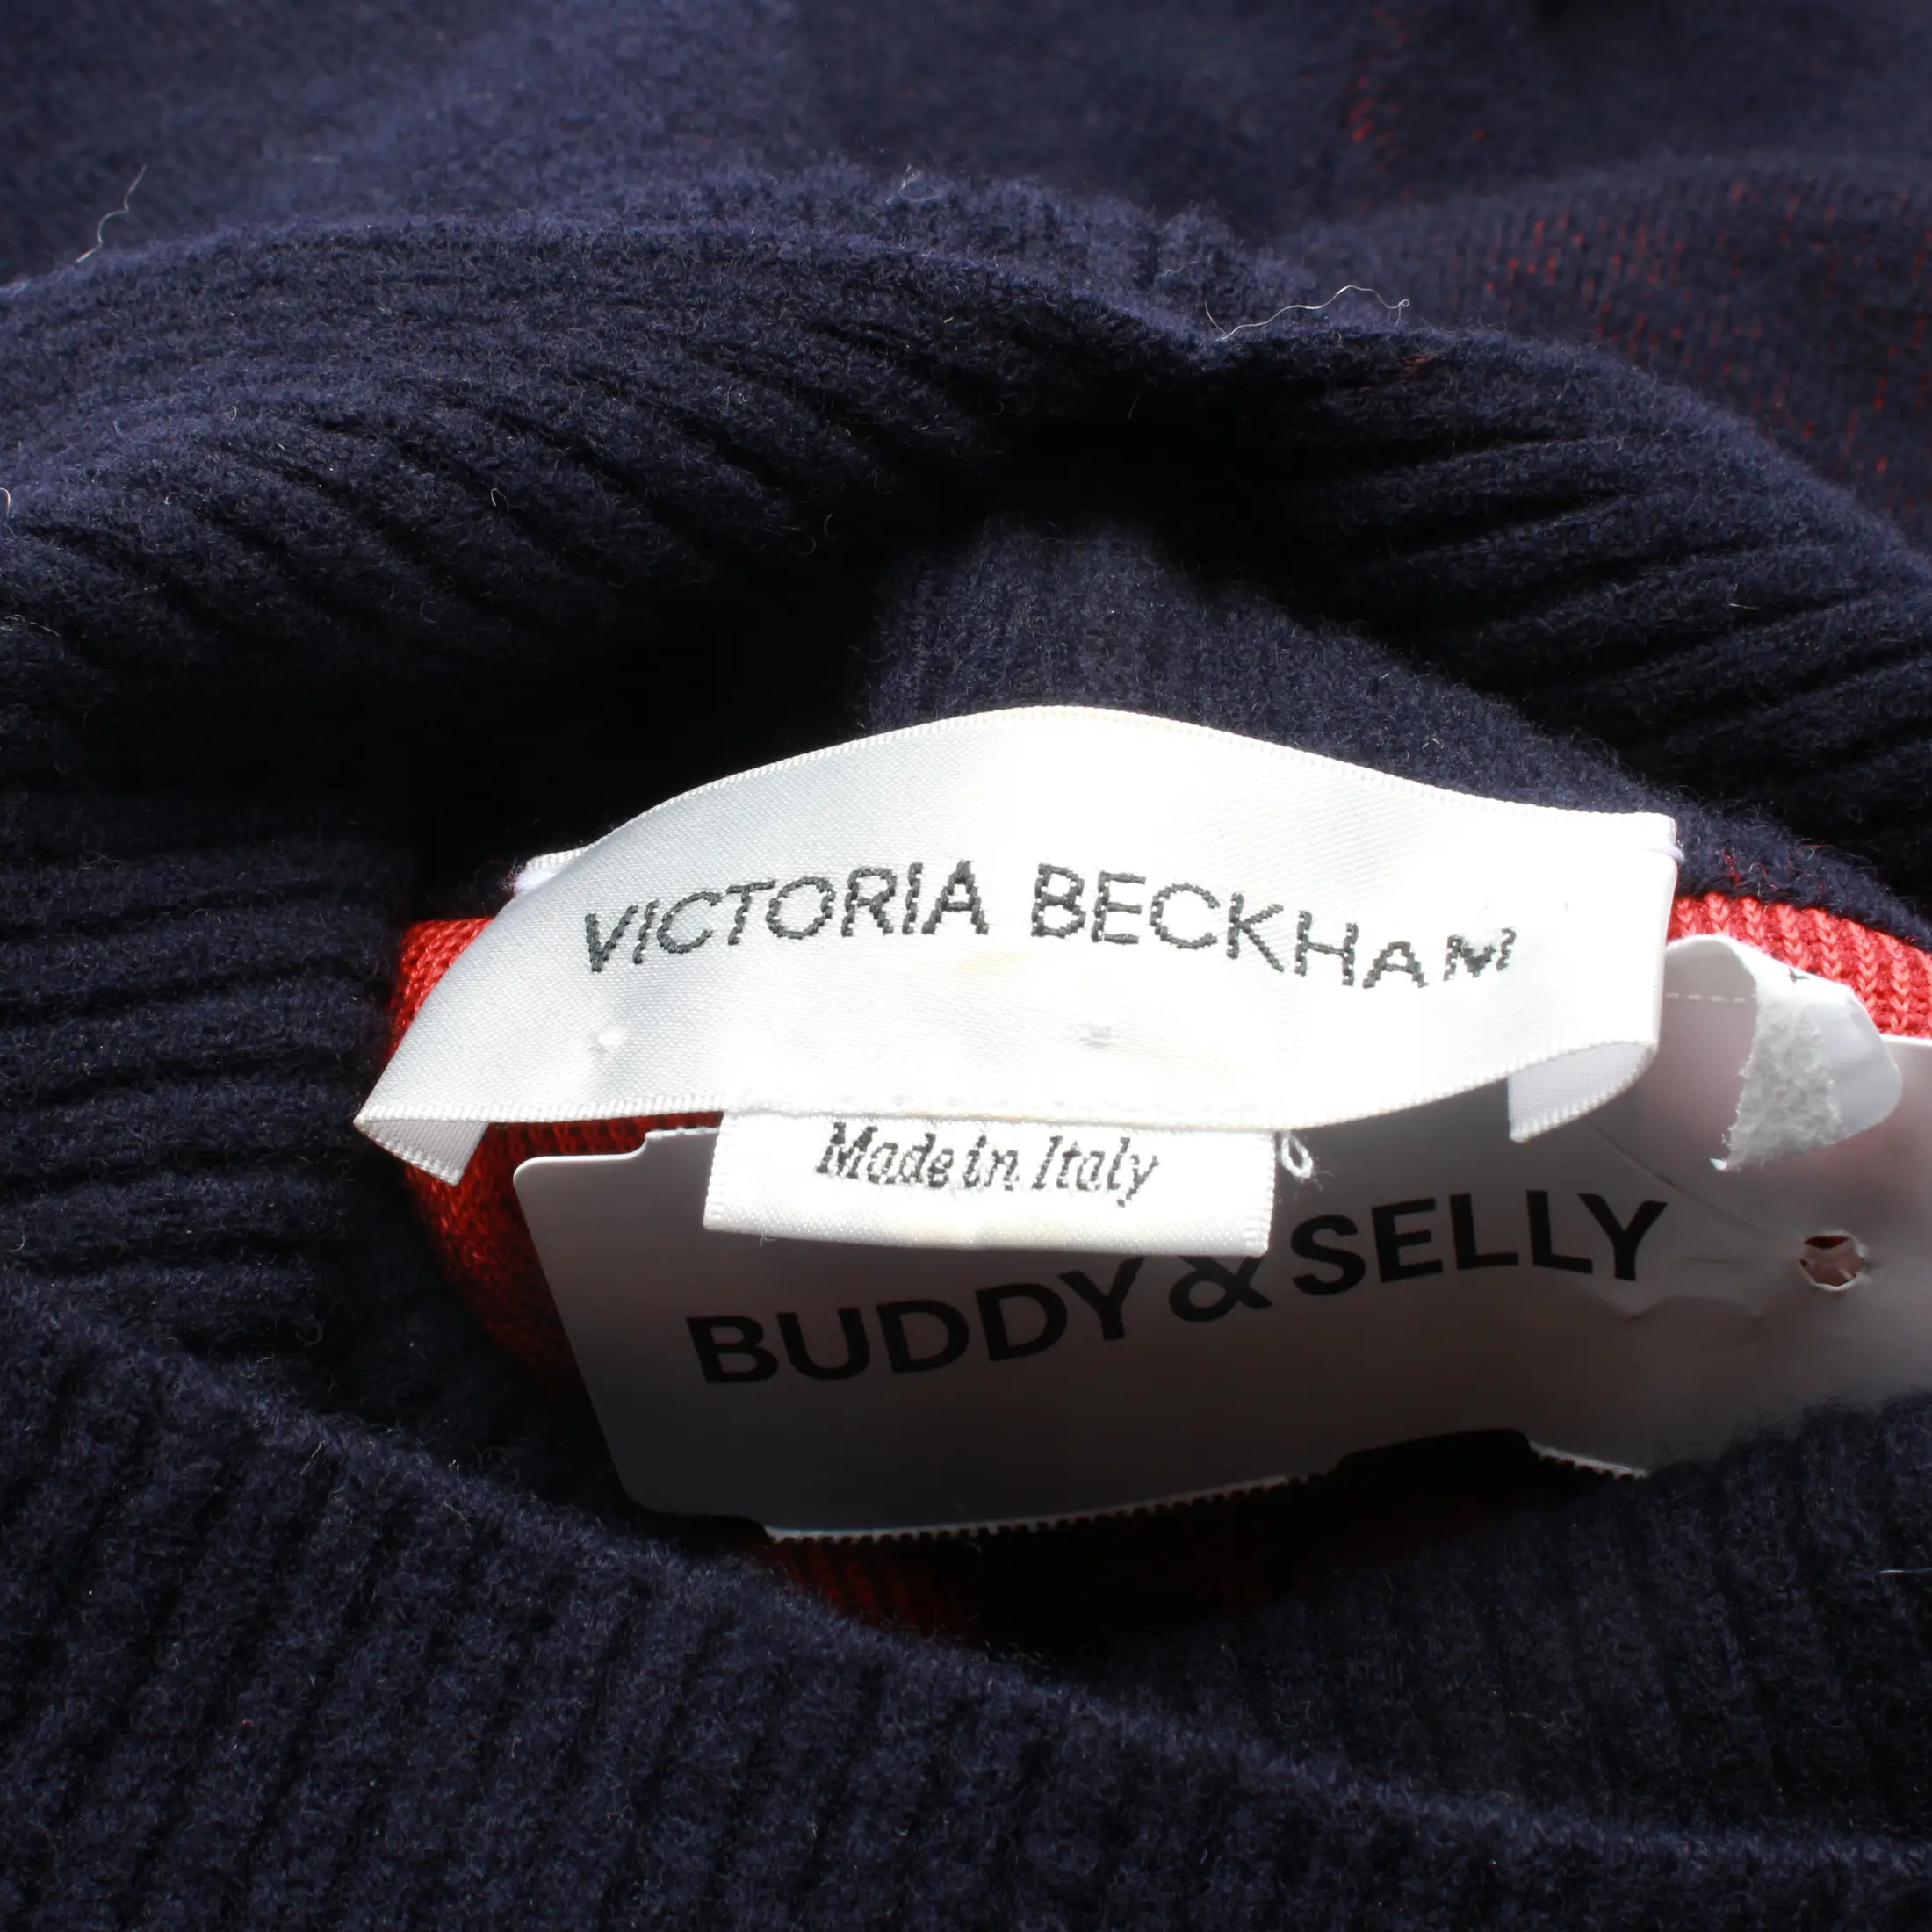 VICTORIA BECKHAM
Made in Italy
BUDDY & SELLY